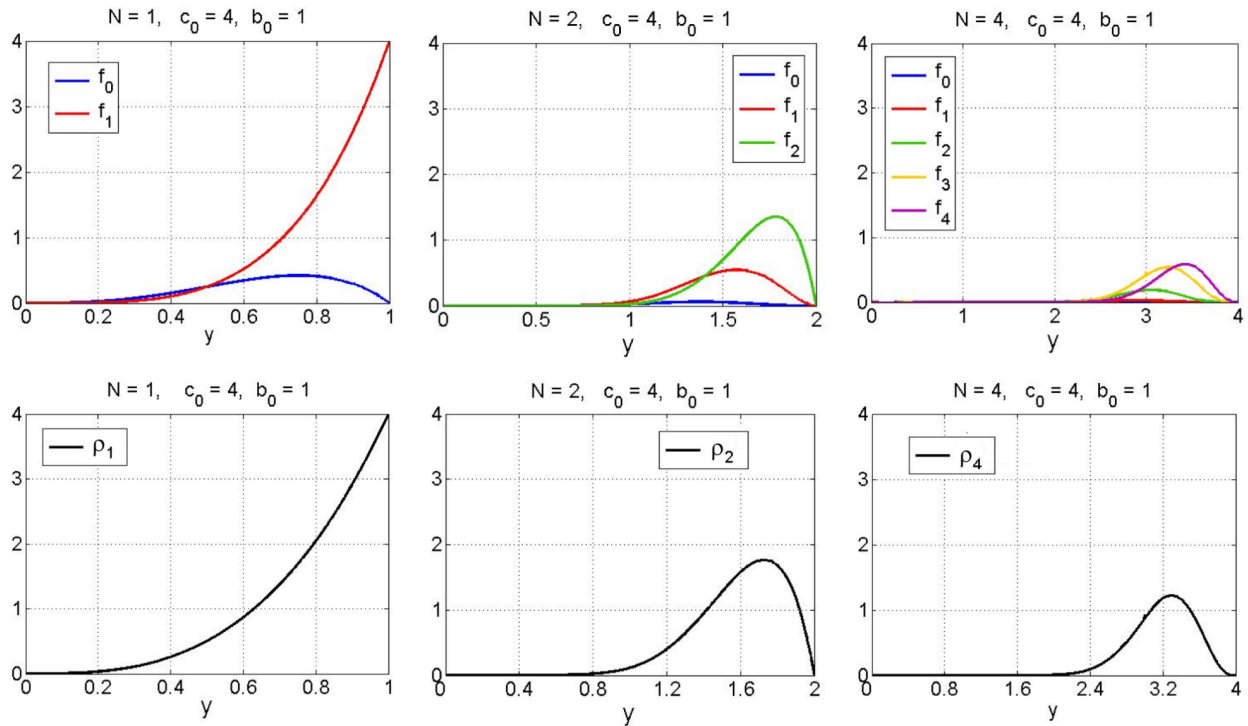 N = 1, c₀ = 4, b₀ = 1
4
3
2
1
0
f₀
f₁
0 0.2 0.4 0.6 0.8 1
y
N = 2, c₀ = 4, b₀ = 1
4
3
2
1
0
f₀
f₁
f₂
0 0.5 1 1.5 2
y
N = 4, c₀ = 4, b₀ = 1
4
3
2
1
0
f₀
f₁
f₂
f₃
f₄
0 1 2 3 4
y
N = 1, c₀ = 4, b₀ = 1
4
3
2
1
0
ρ₁
0 0.2 0.4 0.6 0.8 1
y
N = 2, c₀ = 4, b₀ = 1
4
3
2
1
0
ρ₂
0 0.4 0.8 1.2 1.6 2
y
N = 4, c₀ = 4, b₀ = 1
4
3
2
1
0
ρ₄
0 0.8 1.6 2.4 3.2 4
y